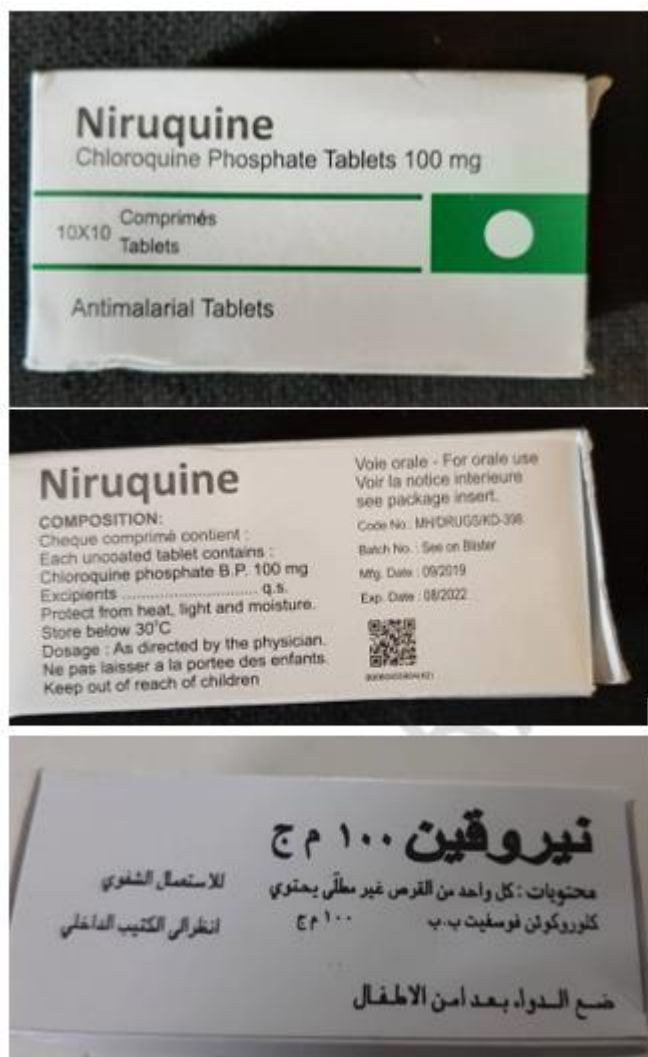 Niruquine
Chloroquine Phosphate Tablets 100 mg
10X10 Comprimés
Tablets
Antimalarial Tablets
Niruquine
COMPOSITION:
Cheque comprimé contient :
Each uncoated tablet contains :
Chloroquine phosphate B.P. 100 mg
Excipients ............................ q.s.
Protect from heat, light and moisture.
Store below 30°C
Dosage : As directed by the physician.
Ne pas laisser a la portee des enfants
Keep out of reach of children
Voie orale - For orale use
Voir la notice interieure
see package insert.
Code No.: MH/DRUGS/KD-398
Batch No. : See on Blister
Mfg. Date : 09/2019
Exp. Date : 08/2022
نيروقين ١٠٠ م ج
محتويات : كل واحد من القرص غير مطلّي يحتوي
كلوروكوئن فوسفيت ب.ب ١٠٠ م ج
للاستعمال الشفوي
انظر الى الكتيب الداخلي
ضع الدواء بعدا من الاطفال